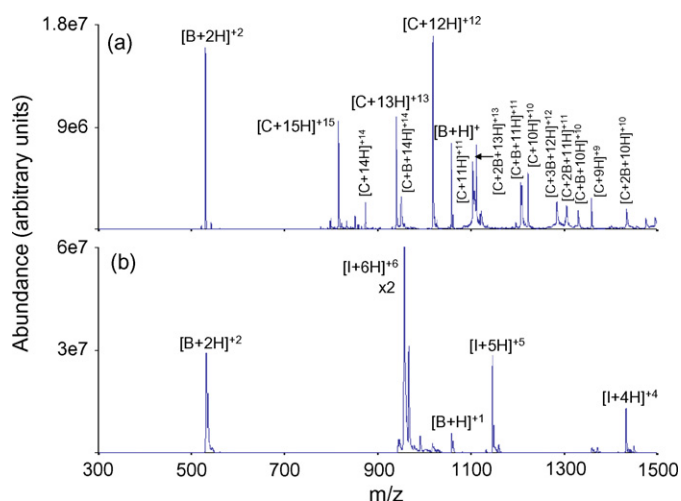 1.8e7
(a)
[B+2H]+2
[C+12H]+12
9e6
[C+15H]+15
[C+14H]+14
[C+13H]+13
[C+B+14H]+14
[B+H]+
[C+11H]+11
[C+2B+13H]+13
[C+B+11H]+11
[C+10H]+10
[C+3B+12H]+12
[C+2B+11H]+11
[C+B+10H]+10
[C+9H]+9
[C+2B+10H]+10
Abundance (arbitrary units)
6e7
(b)
[I+6H]+6
x2
3e7
[B+2H]+2
[I+5H]+5
[B+H]+1
[I+4H]+4
300 700 900 1100 1300 1500
m/z